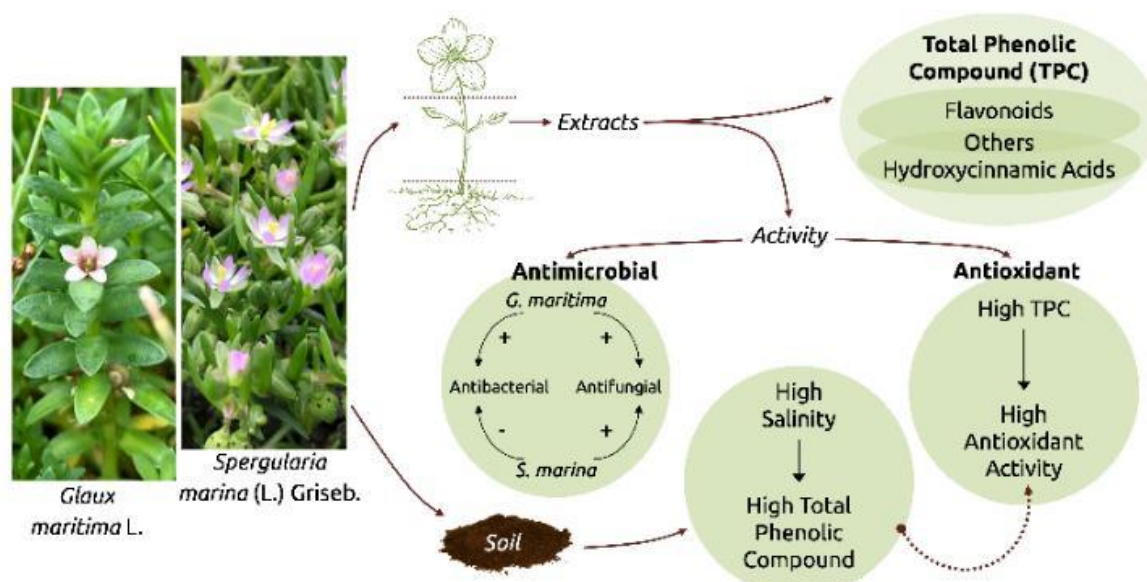 Glaux
maritima L.
Spergularia
marina (L.) Griseb.
Extracts
Total Phenolic
Compound (TPC)
Flavonoids
Others
Hydroxycinnamic Acids
Activity
Antimicrobial
G. maritima
+ +
Antibacterial Antifungial
- +
S. marina
Antioxidant
High TPC
High
Antioxidant
Activity
Soil
High
Salinity
High Total
Phenolic
Compound